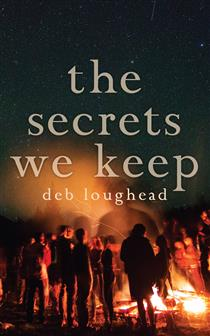 the
secrets
we keep
deb loughead